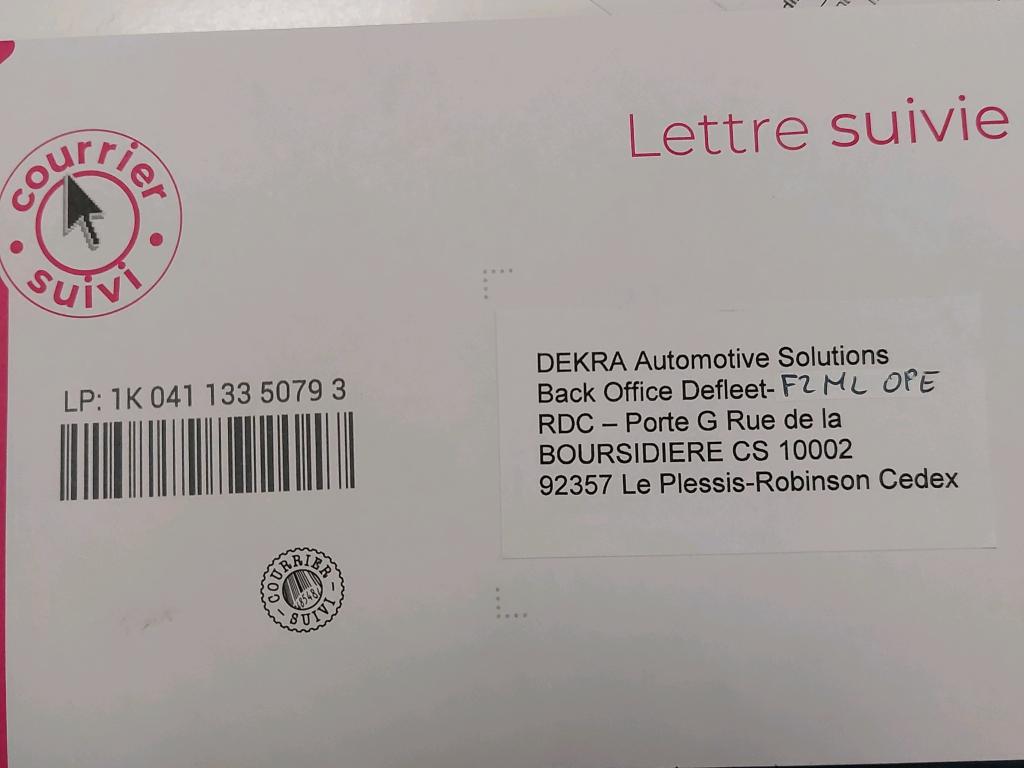 Lettre suivie
courrier
suivi
LP: 1K 041 133 5079 3
DEKRA Automotive Solutions
Back Office Defleet- F2ML OPE
RDC – Porte G Rue de la
BOURSIDIERE CS 10002
92357 Le Plessis-Robinson Cedex
COURRIER
SUIVI